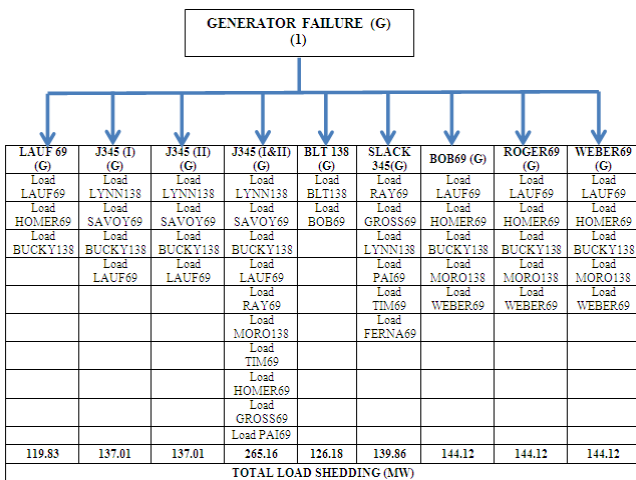 GENERATOR FAILURE (G)
(1)
LAUF 69 (G) J345 (I) (G) J345 (II) (G) J345 (I&II) (G) BLT 138 (G) SLACK 345(G) BOB69 (G) ROGER69 (G) WEBER69 (G)
Load LAUF69 Load LYNN138 Load LYNN138 Load LYNN138 Load BLT138 Load RAY69 Load LAUF69 Load LAUF69 Load LAUF69
Load HOMER69 Load SAVOY69 Load SAVOY69 Load SAVOY69 Load BOB69 Load GROSS69 Load HOMER69 Load HOMER69 Load HOMER69
Load BUCKY138 Load BUCKY138 Load BUCKY138 Load BUCKY138 Load LYNN138 Load BUCKY138 Load BUCKY138 Load BUCKY138
Load LAUF69 Load LAUF69 Load LAUF69 Load PAI69 Load MORO138 Load MORO138 Load MORO138
Load RAY69 Load TIM69 Load WEBER69 Load WEBER69 Load WEBER69
Load MORO138 Load FERNA69
Load TIM69
Load HOMER69
Load GROSS69
Load PAI69
119.83 137.01 137.01 265.16 126.18 139.86 144.12 144.12 144.12
TOTAL LOAD SHEDDING (MW)